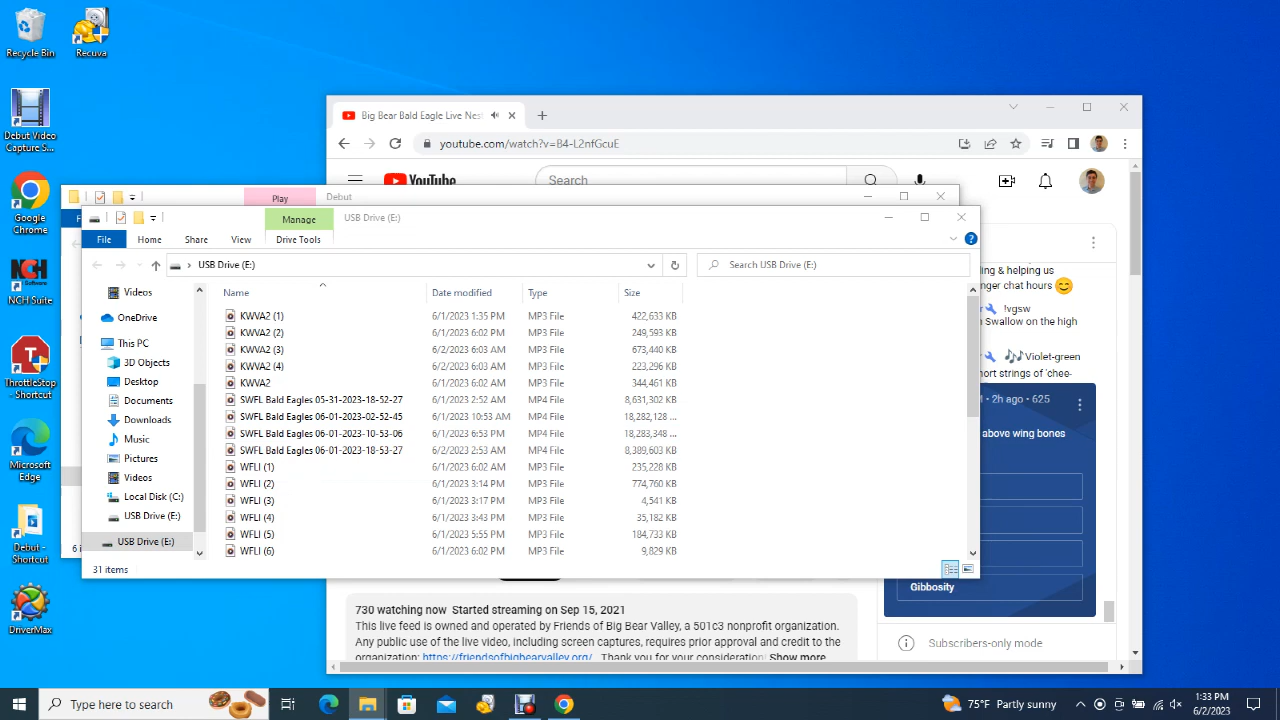 Recycle Bin
Recuva
Debut Video
Capture S...
Google
Chrome
NCH
Software
NCH Suite
ThrottleStop
- Shortcut
Microsoft
Edge
Debut -
Shortcut
DriverMax
Big Bear Bald Eagle Live Nest
youtube.com/watch?v=B4-L2nfGcuE
YouTube
Search
Play
Debut
Manage
USB Drive (E:)
File
Home
Share
View
Drive Tools
USB Drive (E:)
Search USB Drive (E:)
Videos
OneDrive
This PC
3D Objects
Desktop
Documents
Downloads
Music
Pictures
Videos
Local Disk (C:)
USB Drive (E:)
USB Drive (E:)
Name
Date modified
Type
Size
KWVA2 (1) 6/1/2023 1:35 PM MP3 File 422,633 KB
KWVA2 (2) 6/1/2023 6:02 PM MP3 File 249,593 KB
KWVA2 (3) 6/2/2023 6:03 AM MP3 File 673,440 KB
KWVA2 (4) 6/2/2023 6:03 AM MP3 File 223,296 KB
KWVA2 6/1/2023 6:02 AM MP3 File 344,461 KB
SWFL Bald Eagles 05-31-2023-18-52-27 6/1/2023 2:52 AM MP4 File 8,631,302 KB
SWFL Bald Eagles 06-01-2023-02-52-45 6/1/2023 10:53 AM MP4 File 18,282,128 ...
SWFL Bald Eagles 06-01-2023-10-53-06 6/1/2023 6:53 PM MP4 File 18,283,348 ...
SWFL Bald Eagles 06-01-2023-18-53-27 6/2/2023 2:53 AM MP4 File 8,389,603 KB
WFLI (1) 6/1/2023 6:02 AM MP3 File 235,228 KB
WFLI (2) 6/1/2023 3:14 PM MP3 File 774,760 KB
WFLI (3) 6/1/2023 3:17 PM MP3 File 4,541 KB
WFLI (4) 6/1/2023 3:43 PM MP3 File 35,182 KB
WFLI (5) 6/1/2023 5:55 PM MP3 File 184,733 KB
WFLI (6) 6/1/2023 6:02 PM MP3 File 9,829 KB
31 items
ing & helping us
nger chat hours 😊
!vgsw
Swallow on the high
🎶Violet-green
hort strings of 'chee-
M • 2h ago • 625
above wing bones
Gibbosity
Subscribers-only mode
730 watching now Started streaming on Sep 15, 2021
This live feed is owned and operated by Friends of Big Bear Valley, a 501c3 nonprofit organization.
Any public use of the live video, including screen captures, requires prior approval and credit to the
organization: https://friendsofbigbearvalley.org/ Thank you for your consideration Show more
Type here to search
75°F Partly sunny
1:33 PM
6/2/2023